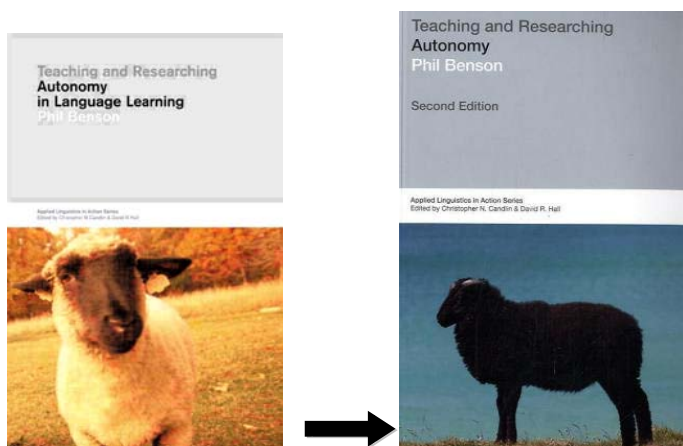 Teaching and Researching
Autonomy
in Language Learning
Phil Benson
Applied Linguistics in Action Series
Edited by Christopher N. Candlin & David R. Hall
Teaching and Researching
Autonomy
Phil Benson
Second Edition
Applied Linguistics in Action Series
Edited by Christopher N. Candlin & David R. Hall